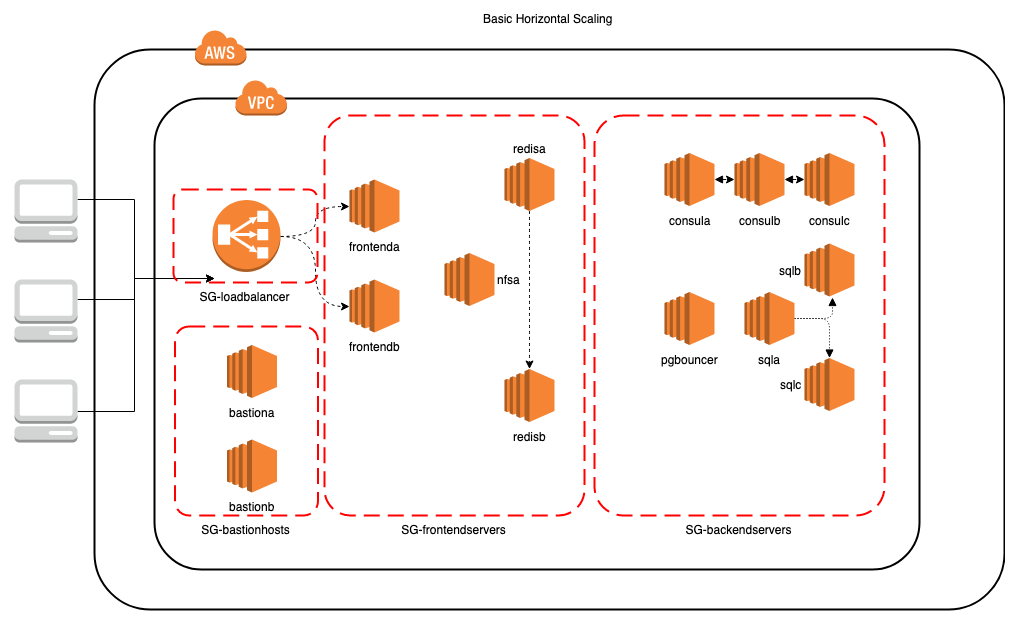 Basic Horizontal Scaling
AWS
VPC
SG-loadbalancer
bastiona
bastionb
SG-bastionhosts
frontenda
frontendb
redisa
nfsa
redisb
SG-frontendservers
consula
consulb
consulc
sqlb
pgbouncer
sqla
sqlc
SG-backendservers